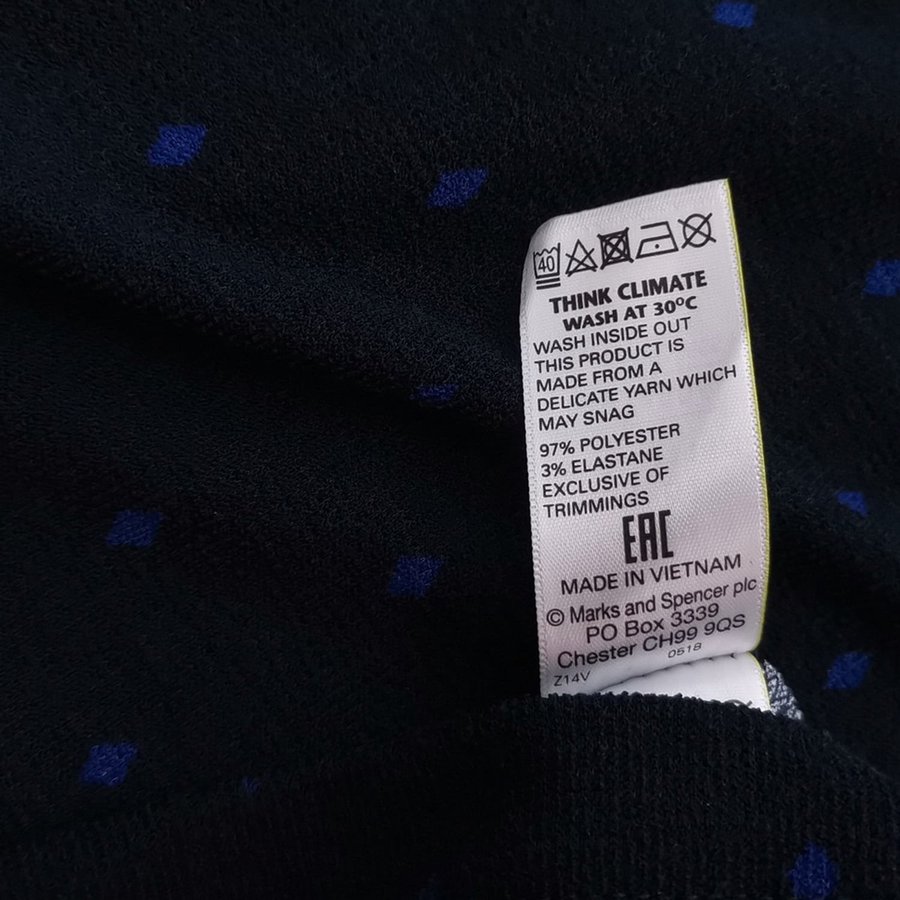 40
THINK CLIMATE
WASH AT 30ºC
WASH INSIDE OUT
THIS PRODUCT IS
MADE FROM A
DELICATE YARN WHICH
MAY SNAG
97% POLYESTER
3% ELASTANE
EXCLUSIVE OF
TRIMMINGS
EAC
MADE IN VIETNAM
© Marks and Spencer plc
PO Box 3339
Chester CH99 9QS
Z14V 0518